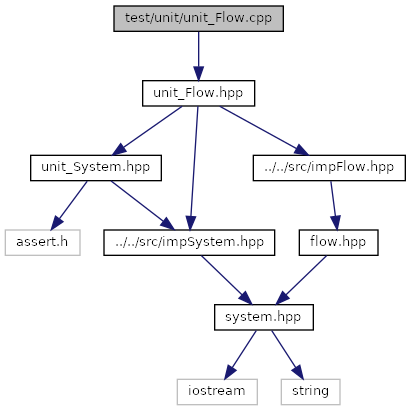 test/unit/unit_Flow.cpp
unit_Flow.hpp
unit_System.hpp
../../src/impFlow.hpp
assert.h
../../src/impSystem.hpp
flow.hpp
system.hpp
iostream
string